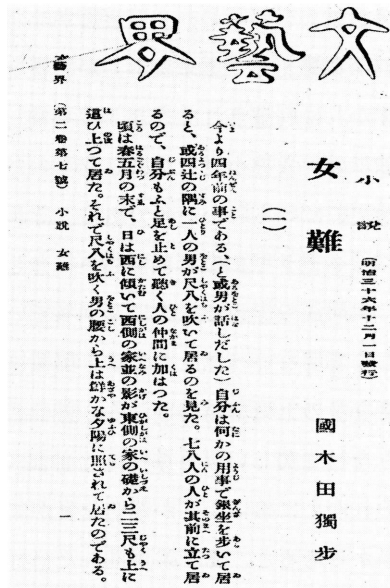 文藝界
小說
(明治三十六年十二月一日發行)
女難
國木田獨步
(一)
今より四年前の事である、(と或男が話しだした)自分は何かの用事で銀座を步いて居
ると、或四辻の隅に一人の男が尺八を吹いて居るのを見た。七八人の人が其前に立て居
るので、自分もふと足を止めて聽く人の仲間に加はつた。
頃は春五月の末で、日は西に傾いて西側の家並の影が東側の家の礎から二三尺も上に
這ひ上つて居た。それで尺八を吹く男の腰から上は鮮かな夕陽に照されて居たのである。
文藝界 (第二卷第七號) 小說 女難
一